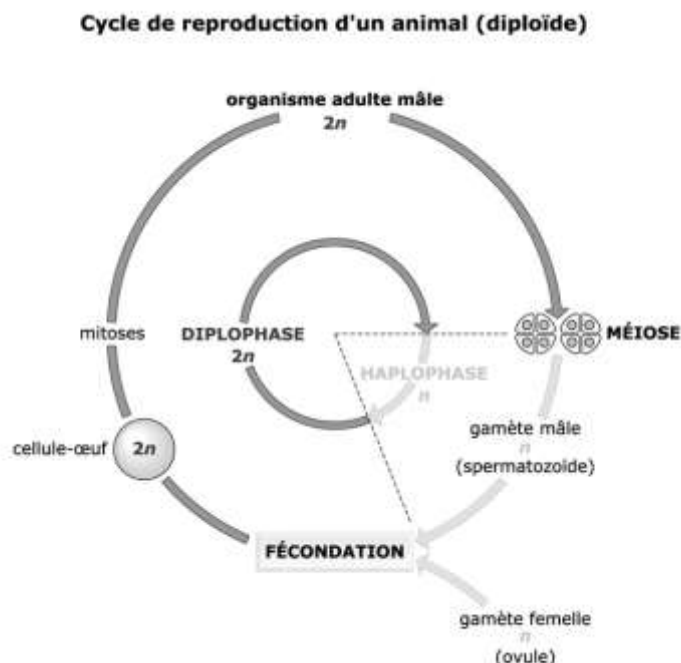 Cycle de reproduction d'un animal (diploïde)
organisme adulte mâle
2n
mitoses
DIPLOPHASE
2n
HAPLOPHASE
n
MÉIOSE
gamète mâle
n
(spermatozoïde)
cellule-œuf
2n
FÉCONDATION
gamète femelle
n
(ovule)